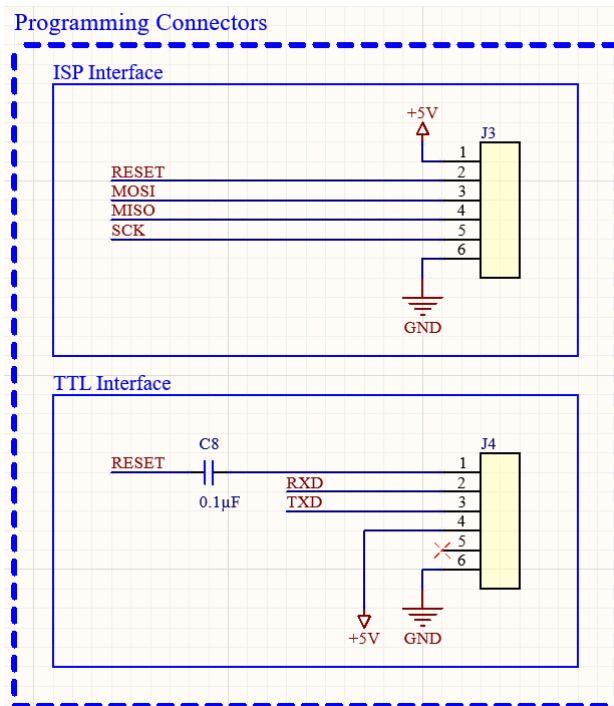 Programming Connectors
ISP Interface
+5V
J3
1
RESET 2
MOSI 3
MISO 4
SCK 5
6
GND
TTL Interface
C8
J4
RESET 1
0.1µF RXD 2
TXD 3
4
5
6
+5V GND